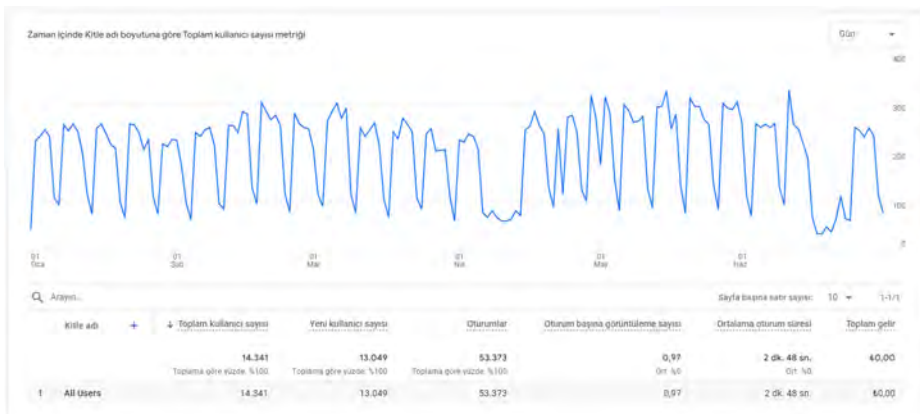 Zaman içinde Kitle adı boyutuna göre Toplam kullanıcı sayısı metriği
Gün
400
300
200
100
0
01 01 01 01 01 01
Oca Şub Mar Nis May Haz
Arayın...
Sayfa başına satır sayısı: 10 1-1/1
Kitle adı + ↓ Toplam kullanıcı sayısı Yeni kullanıcı sayısı Oturumlar Oturum başına görüntüleme sayısı Ortalama oturum süresi Toplam gelir
14.341 13.049 53.373 0,97 2 dk. 48 sn. ₺0,00
Toplama göre yüzde: %100 Toplama göre yüzde: %100 Toplama göre yüzde: %100 Ort. %0 Ort. %0
1 All Users 14.341 13.049 53.373 0,97 2 dk. 48 sn. ₺0,00